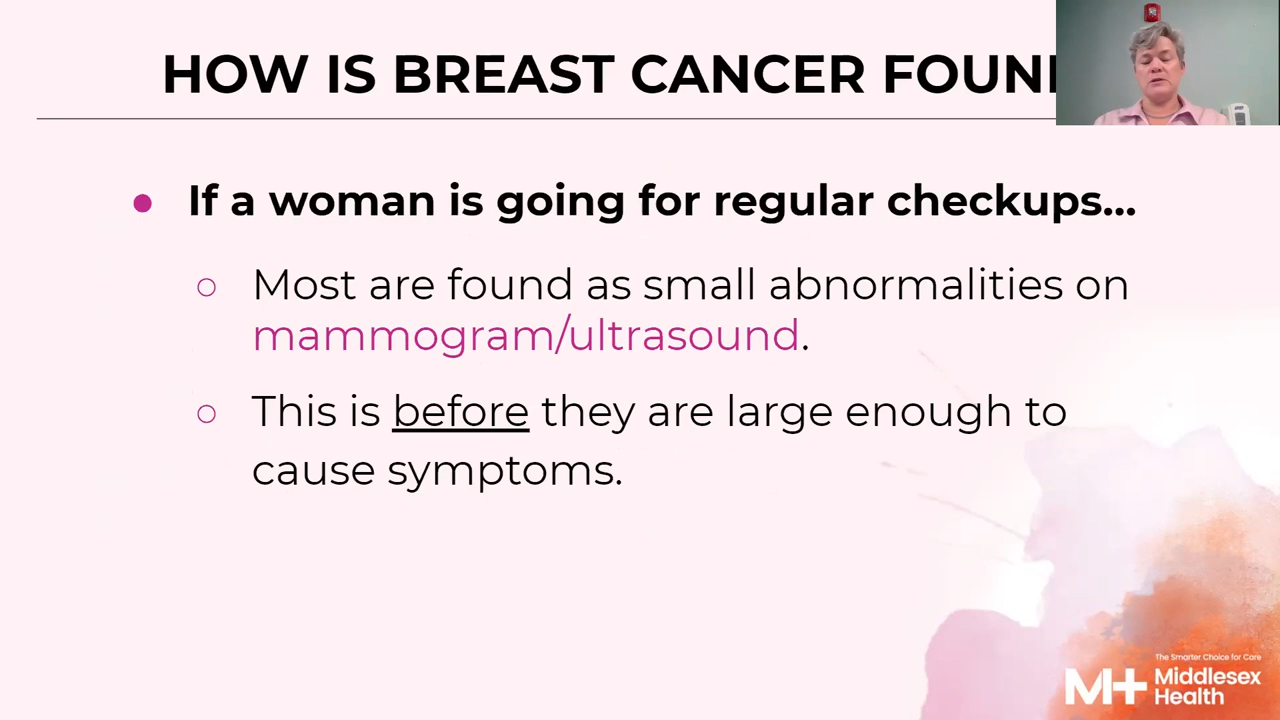 HOW IS BREAST CANCER FOUN
● If a woman is going for regular checkups...
○ Most are found as small abnormalities on
mammogram/ultrasound.
○ This is before they are large enough to
cause symptoms.
The Smarter Choice for Care
M+ Middlesex
Health